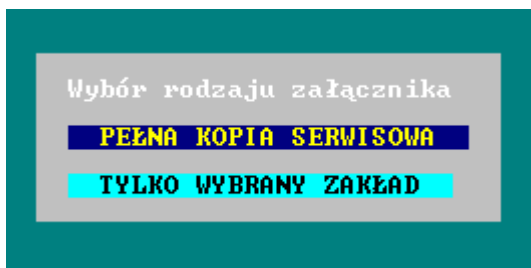 Wybór rodzaju załącznika
PEŁNA KOPIA SERWISOWA
TYLKO WYBRANY ZAKŁAD